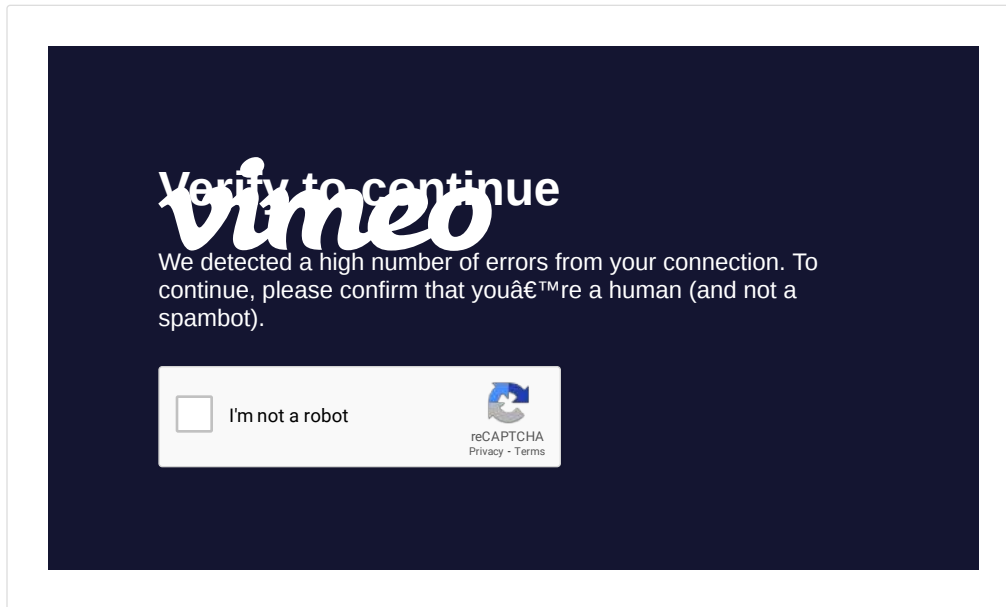 Verify to continue
vimeo
We detected a high number of errors from your connection. To
continue, please confirm that youâ€™re a human (and not a
spambot).
I'm not a robot
reCAPTCHA
Privacy - Terms